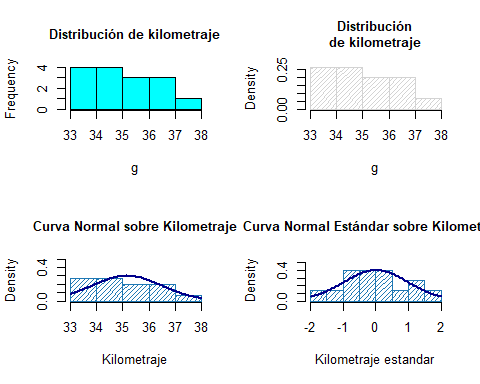 Distribución de kilometraje
Frequency
4
2
0
33 34 35 36 37 38
g
Distribución
de kilometraje
Density
0.25
0.00
33 34 35 36 37 38
g
Curva Normal sobre Kilometraje
Density
0.4
0.0
33 34 35 36 37 38
Kilometraje
Curva Normal Estándar sobre Kilomet
Density
0.4
0.0
-2 -1 0 1 2
Kilometraje estandar